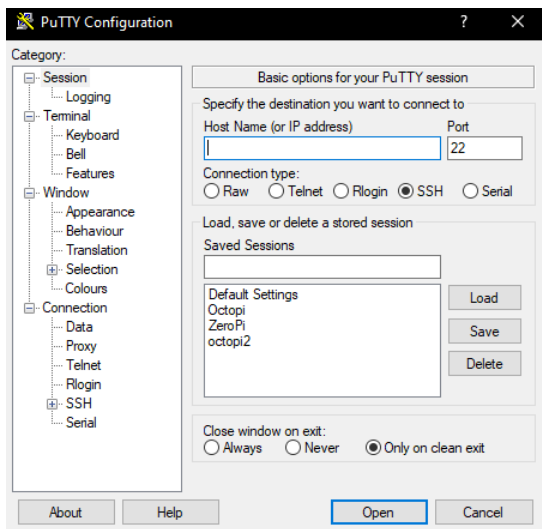 PuTTY Configuration ? ×
Category:
Session
Logging
Terminal
Keyboard
Bell
Features
Window
Appearance
Behaviour
Translation
Selection
Colours
Connection
Data
Proxy
Telnet
Rlogin
SSH
Serial
Basic options for your PuTTY session
Specify the destination you want to connect to
Host Name (or IP address) Port
22
Connection type:
Raw Telnet Rlogin SSH Serial
Load, save or delete a stored session
Saved Sessions
Default Settings
Octopi
ZeroPi
octopi2
Load
Save
Delete
Close window on exit:
Always Never Only on clean exit
About Help Open Cancel